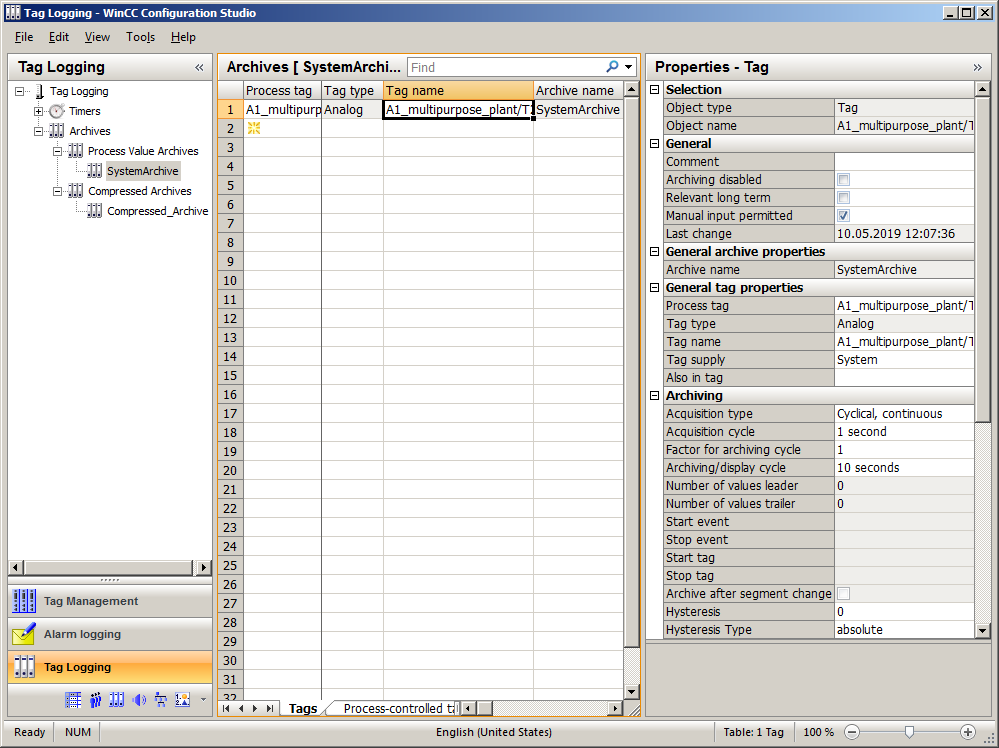 Tag Logging - WinCC Configuration Studio
File Edit View Tools Help
Tag Logging «
Tag Logging
Timers
Archives
Process Value Archives
SystemArchive
Compressed Archives
Compressed_Archive
Tag Management
Alarm logging
Tag Logging
Archives [ SystemArchi... Find
Process tag Tag type Tag name Archive name
1 A1_multipurp Analog A1_multipurpose_plant/T SystemArchive
2
3
4
5
6
7
8
9
10
11
12
13
14
15
16
17
18
19
20
21
22
23
24
25
26
27
28
29
30
31
32
Tags Process-controlled ta
Properties - Tag »
Selection
Object type Tag
Object name A1_multipurpose_plant/T
General
Comment
Archiving disabled
Relevant long term
Manual input permitted
Last change 10.05.2019 12:07:36
General archive properties
Archive name SystemArchive
General tag properties
Process tag A1_multipurpose_plant/T
Tag type Analog
Tag name A1_multipurpose_plant/T
Tag supply System
Also in tag
Archiving
Acquisition type Cyclical, continuous
Acquisition cycle 1 second
Factor for archiving cycle 1
Archiving/display cycle 10 seconds
Number of values leader 0
Number of values trailer 0
Start event
Stop event
Start tag
Stop tag
Archive after segment change
Hysteresis 0
Hysteresis Type absolute
Ready NUM English (United States) Table: 1 Tag 100 %